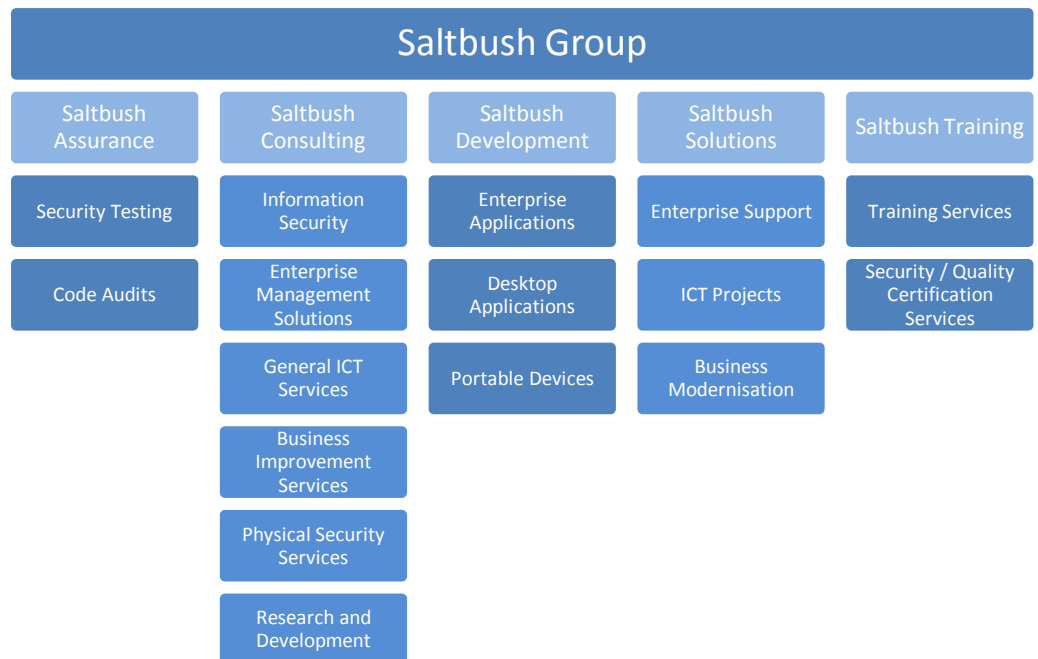 Saltbush Group
Saltbush
Assurance
Security Testing
Code Audits
Saltbush
Consulting
Information
Security
Enterprise
Management
Solutions
General ICT
Services
Business
Improvement
Services
Physical Security
Services
Research and
Development
Saltbush
Development
Enterprise
Applications
Desktop
Applications
Portable Devices
Saltbush
Solutions
Enterprise Support
ICT Projects
Business
Modernisation
Saltbush Training
Training Services
Security / Quality
Certification
Services